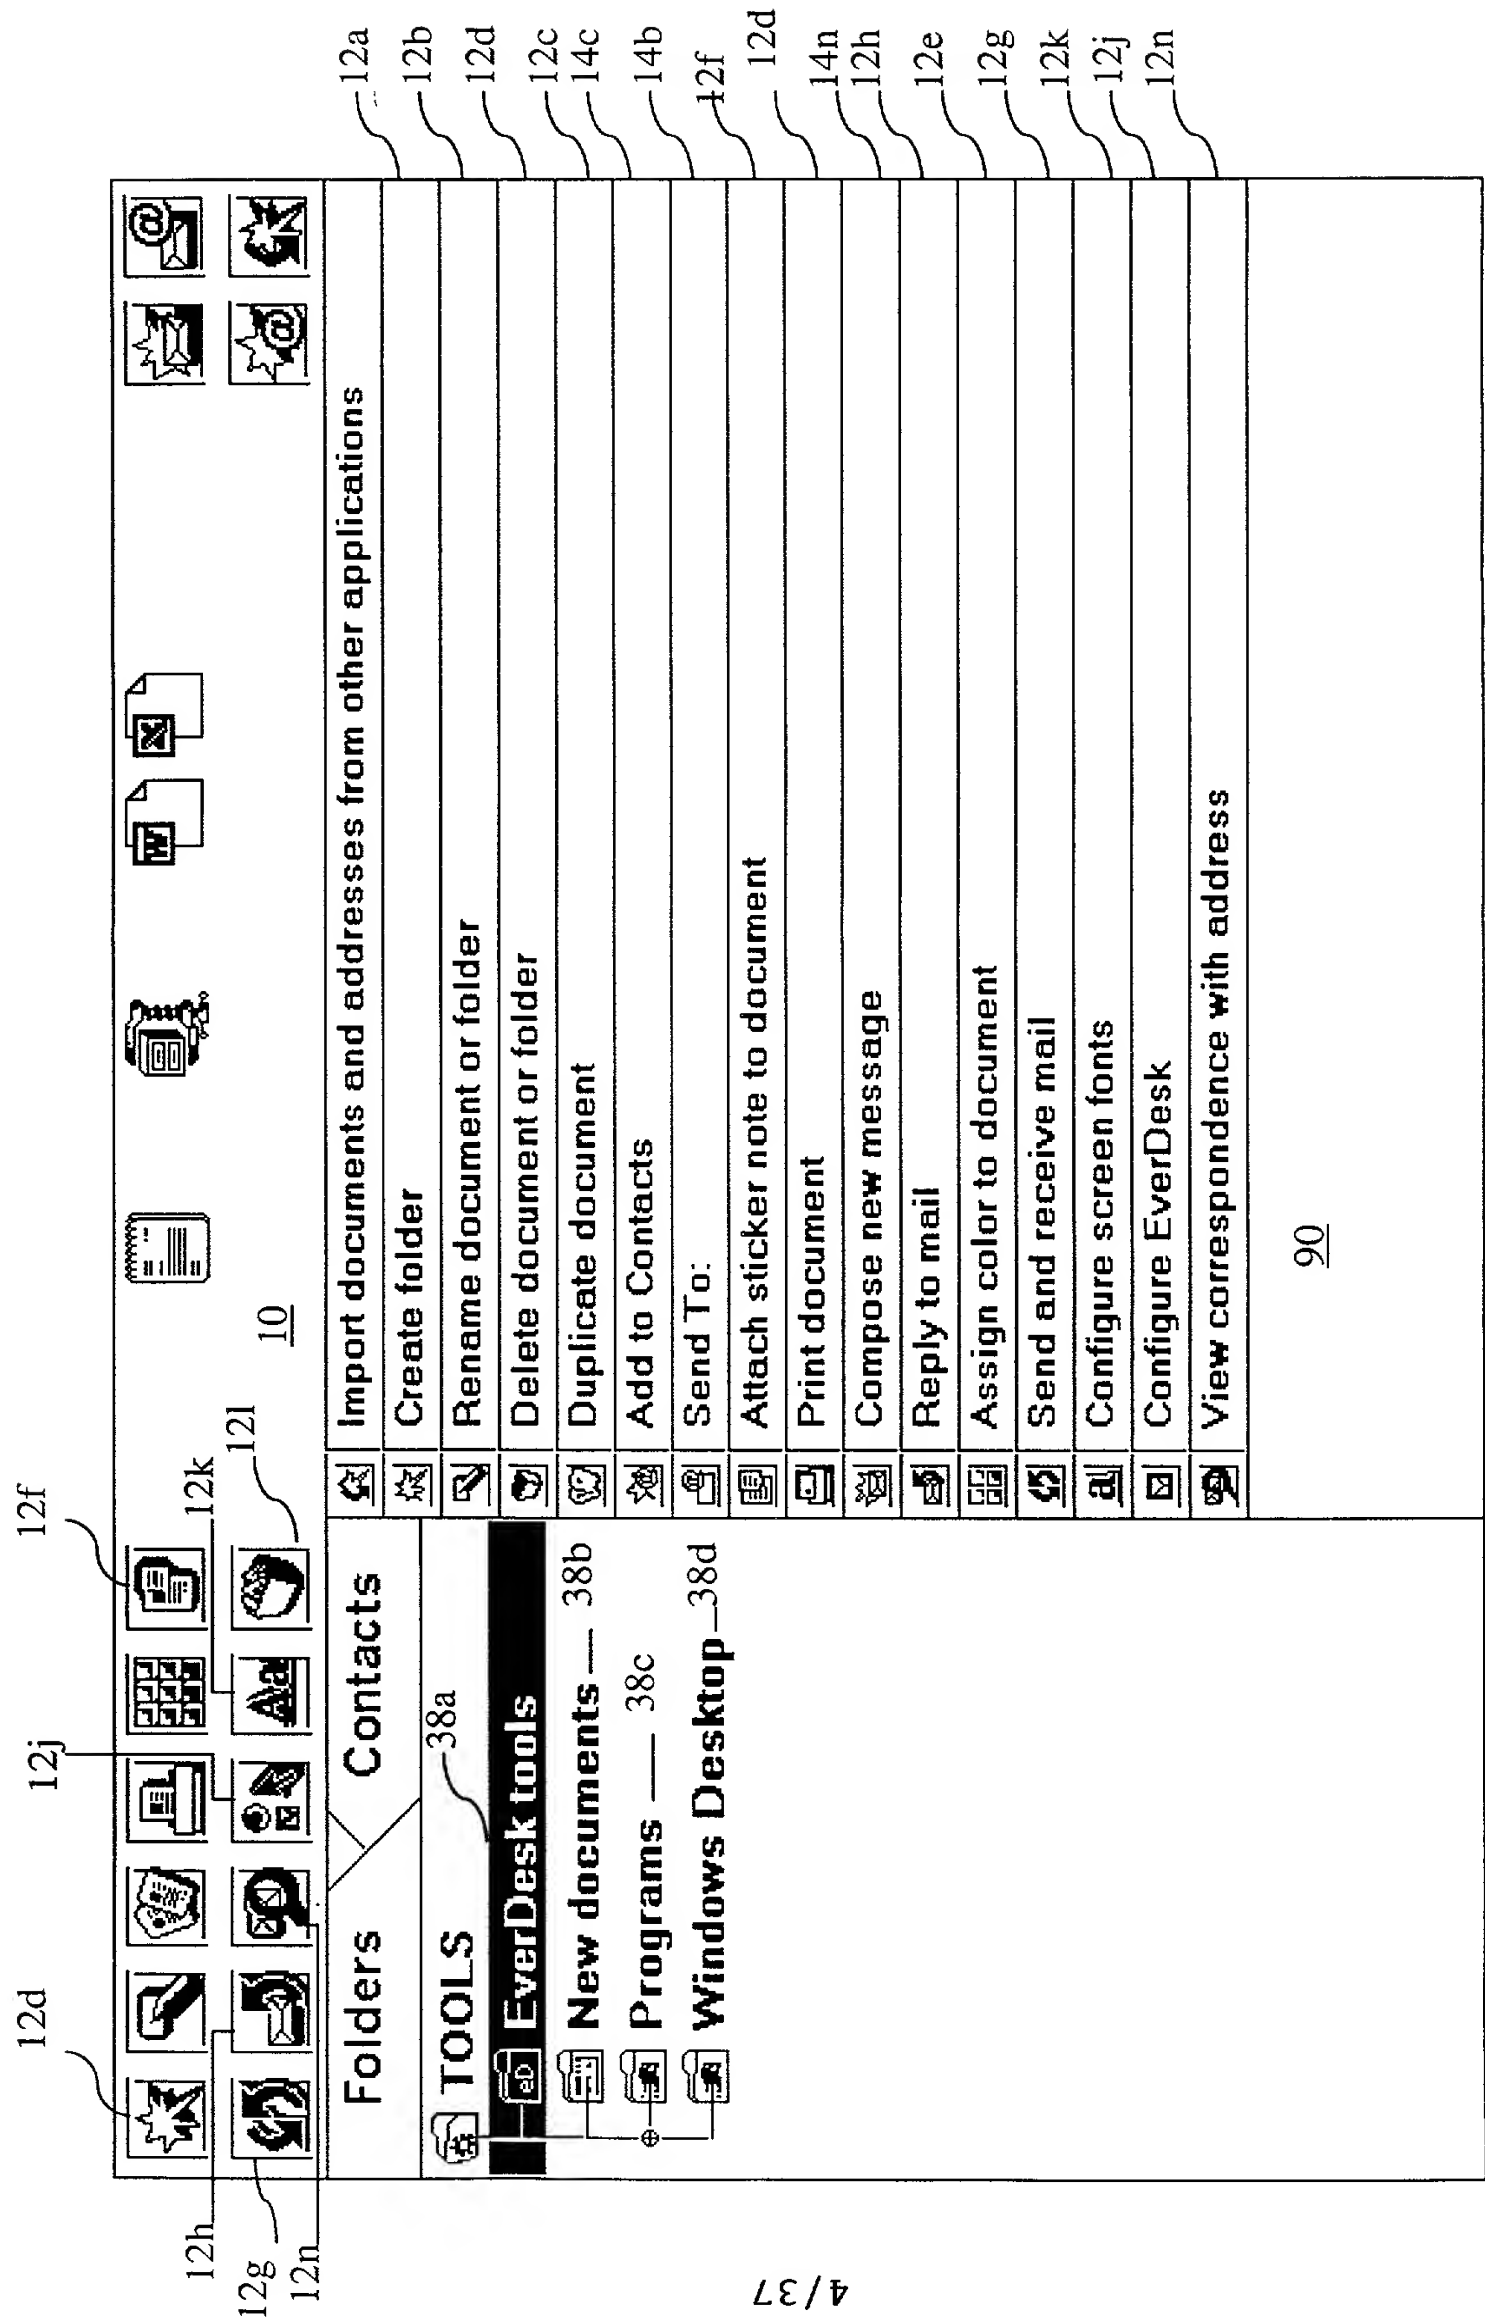 12d
12f
12h
12g
12n
12j
12k
12l
10
Folders
Contacts
TOOLS
38a
EverDesk tools
New documents 38b
Programs 38c
Windows Desktop 38d
Import documents and addresses from other applications 12a
Create folder 12b
Rename document or folder 12d
Delete document or folder 12c
Duplicate document 14c
Add to Contacts 14b
Send To: 12f
Attach sticker note to document 12d
Print document 14n
Compose new message 12h
Reply to mail 12e
Assign color to document 12g
Send and receive mail 12k
Configure screen fonts 12j
Configure EverDesk 12n
View correspondence with address
90
W
X
@
@
Aa
eD
a
4/37